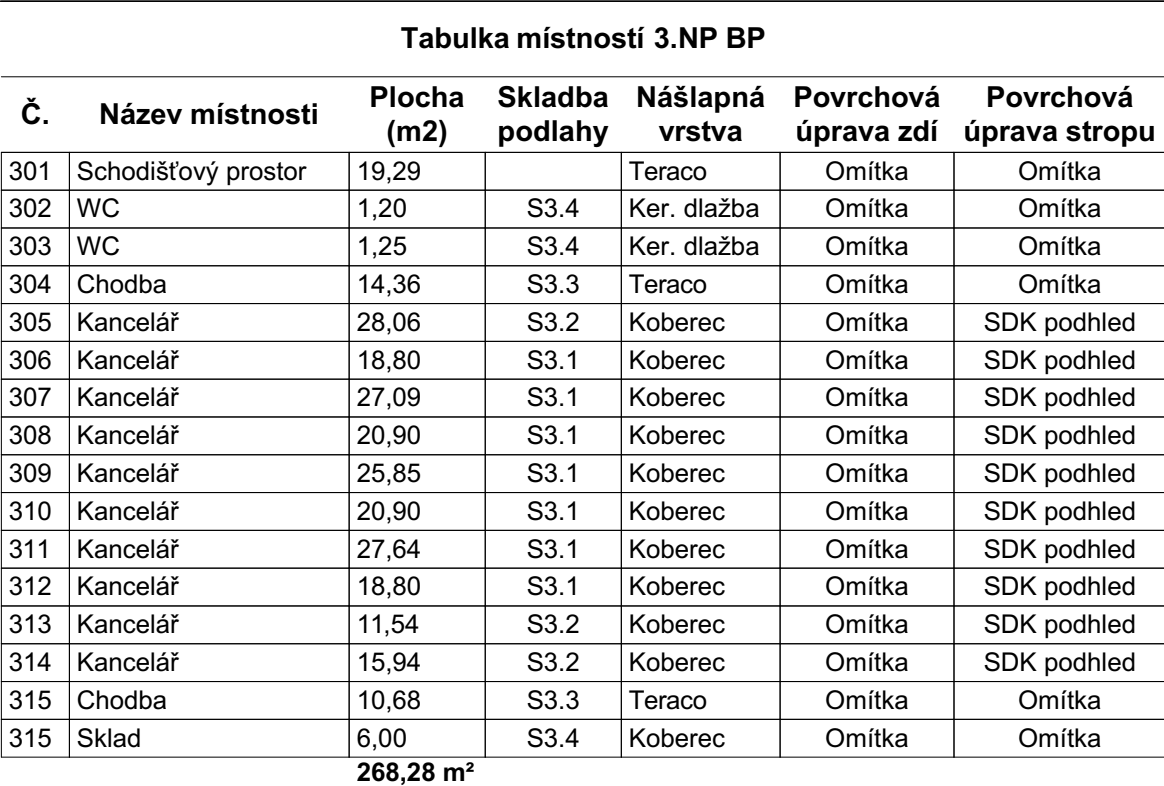 Tabulka místností 3.NP BP
Č. Název místnosti Plocha (m2) Skladba podlahy Nášlapná vrstva Povrchová úprava zdí Povrchová úprava stropu
301 Schodišťový prostor 19,29 Teraco Omítka Omítka
302 WC 1,20 S3.4 Ker. dlažba Omítka Omítka
303 WC 1,25 S3.4 Ker. dlažba Omítka Omítka
304 Chodba 14,36 S3.3 Teraco Omítka Omítka
305 Kancelář 28,06 S3.2 Koberec Omítka SDK podhled
306 Kancelář 18,80 S3.1 Koberec Omítka SDK podhled
307 Kancelář 27,09 S3.1 Koberec Omítka SDK podhled
308 Kancelář 20,90 S3.1 Koberec Omítka SDK podhled
309 Kancelář 25,85 S3.1 Koberec Omítka SDK podhled
310 Kancelář 20,90 S3.1 Koberec Omítka SDK podhled
311 Kancelář 27,64 S3.1 Koberec Omítka SDK podhled
312 Kancelář 18,80 S3.1 Koberec Omítka SDK podhled
313 Kancelář 11,54 S3.2 Koberec Omítka SDK podhled
314 Kancelář 15,94 S3.2 Koberec Omítka SDK podhled
315 Chodba 10,68 S3.3 Teraco Omítka Omítka
315 Sklad 6,00 S3.4 Koberec Omítka Omítka
268,28 m²